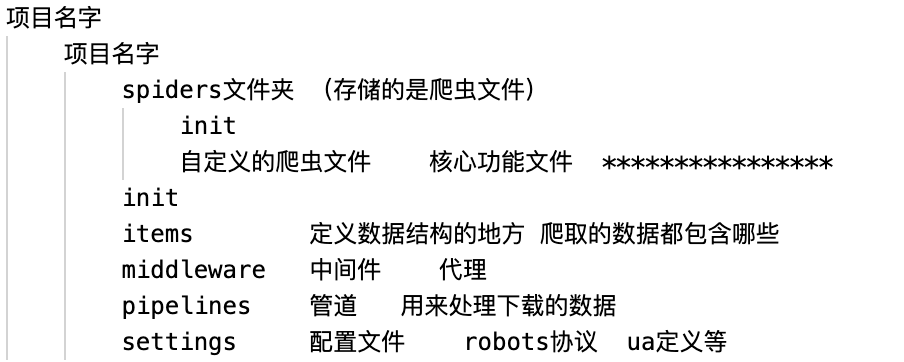 项目名字
项目名字
spiders文件夹 （存储的是爬虫文件）
init
自定义的爬虫文件 核心功能文件 ****************
init
items 定义数据结构的地方 爬取的数据都包含哪些
middleware 中间件 代理
pipelines 管道 用来处理下载的数据
settings 配置文件 robots协议 ua定义等